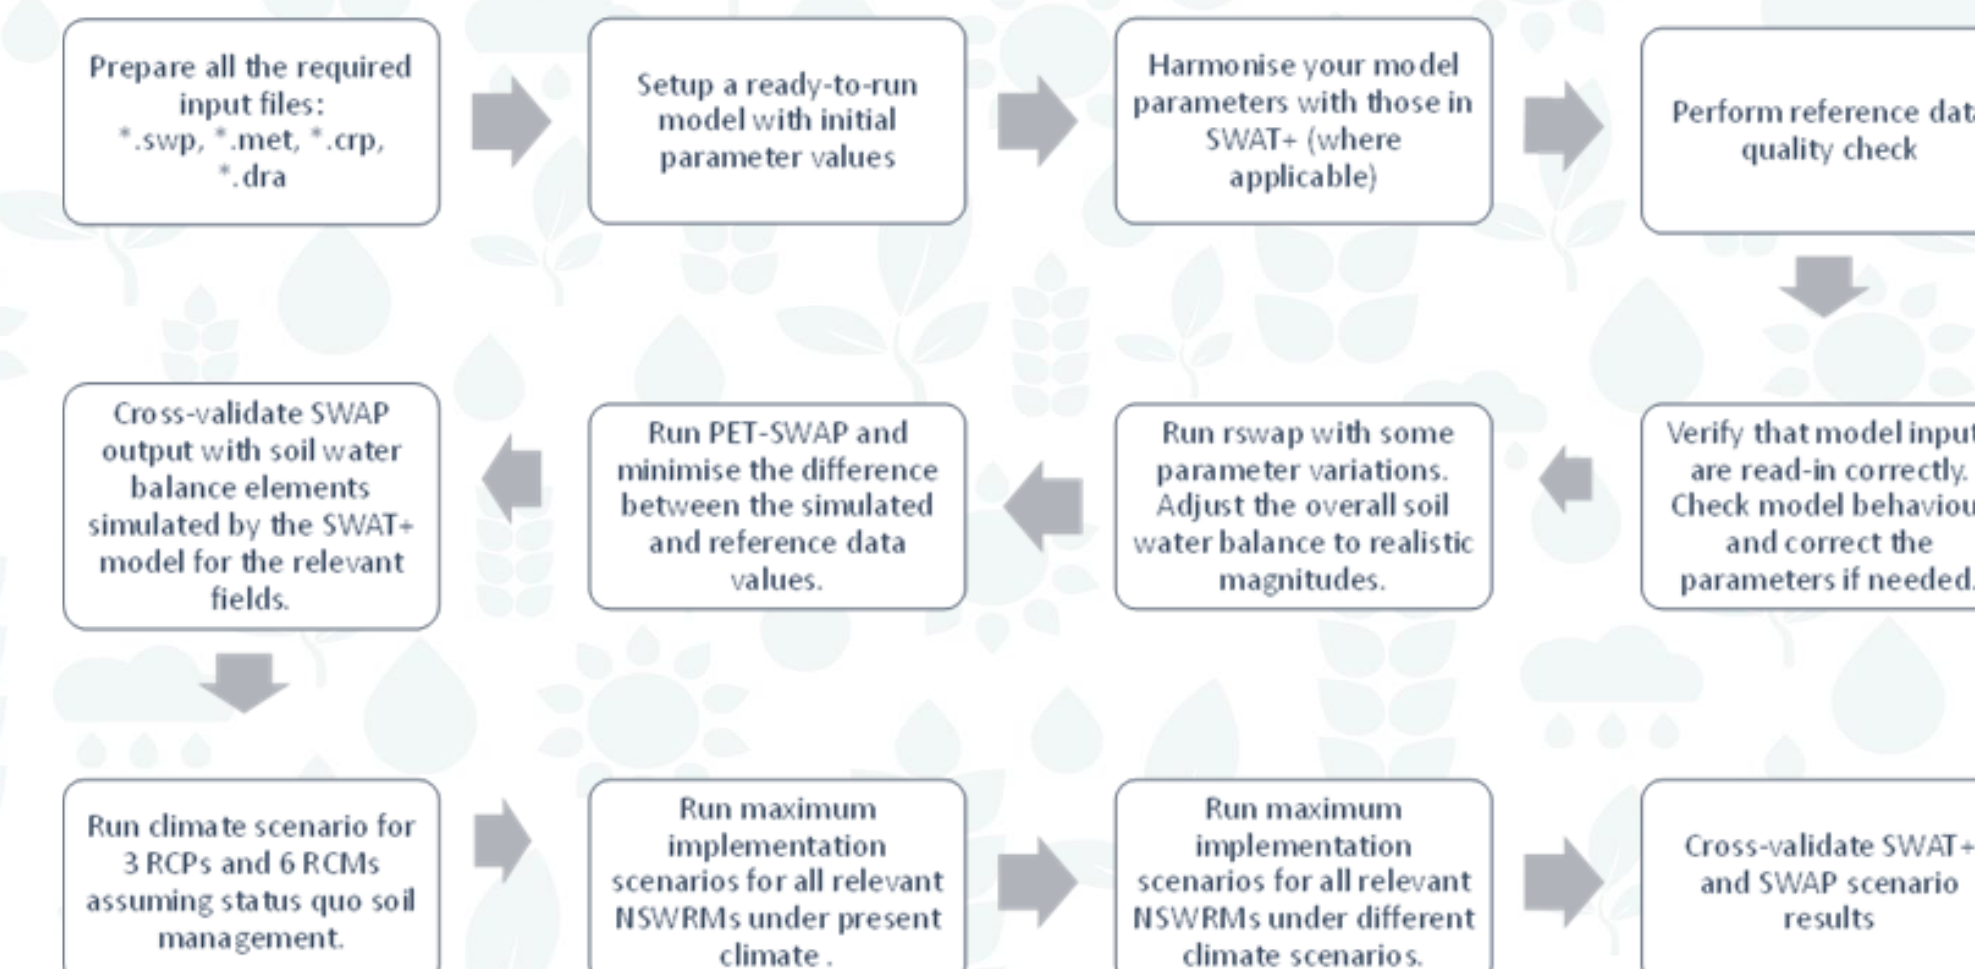 Prepare all the required
input files:
*.swp, *.met, *.crp,
*.dra
Setup a ready-to-run
model with initial
parameter values
Harmonise your model
parameters with those in
SWAT+ (where
applicable)
Perform reference data
quality check
Verify that model input
are read-in correctly.
Check model behaviou
and correct the
parameters if needed.
Run rswap with some
parameter variations.
Adjust the overall soil
water balance to realistic
magnitudes.
Run PET-SWAP and
minimise the difference
between the simulated
and reference data
values.
Cross-validate SWAP
output with soil water
balance elements
simulated by the SWAT+
model for the relevant
fields.
Run climate scenario for
3 RCPs and 6 RCMs
assuming status quo soil
management.
Run maximum
implementation
scenarios for all relevant
NSWRMs under present
climate .
Run maximum
implementation
scenarios for all relevant
NSWRMs under different
climate scenarios.
Cross-validate SWAT+
and SWAP scenario
results